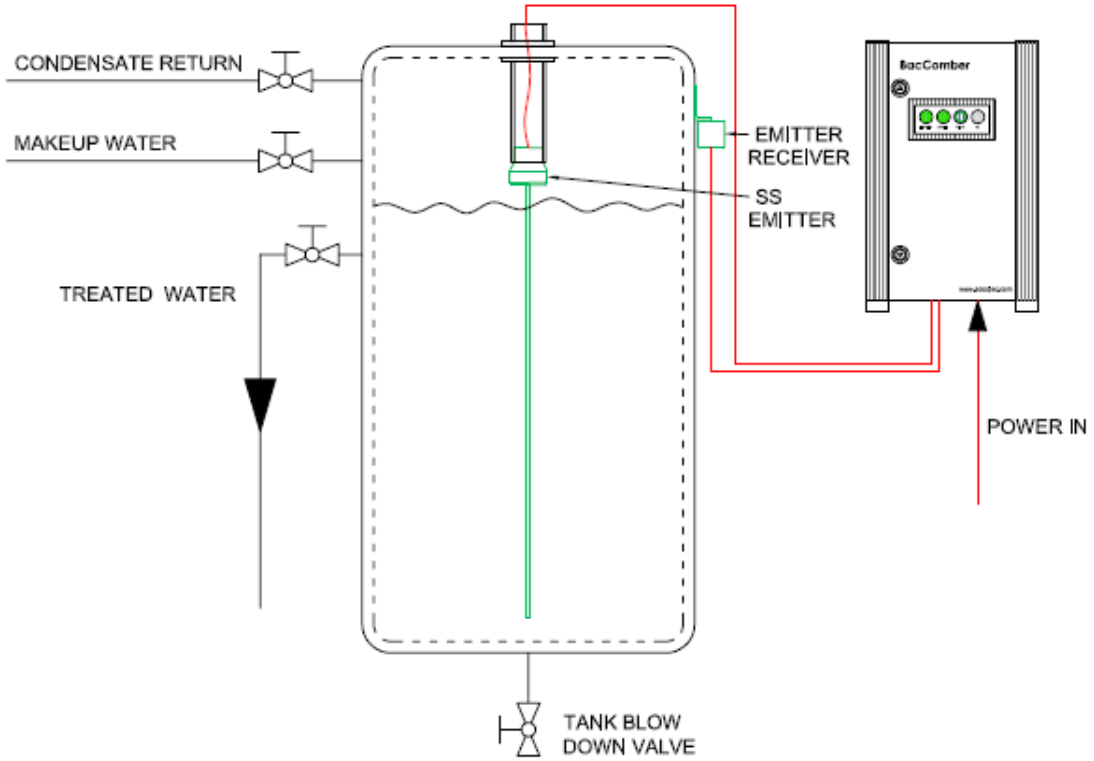 CONDENSATE RETURN
MAKEUP WATER
TREATED WATER
EMITTER
RECEIVER
SS
EMITTER
BacComber
POWER IN
TANK BLOW
DOWN VALVE